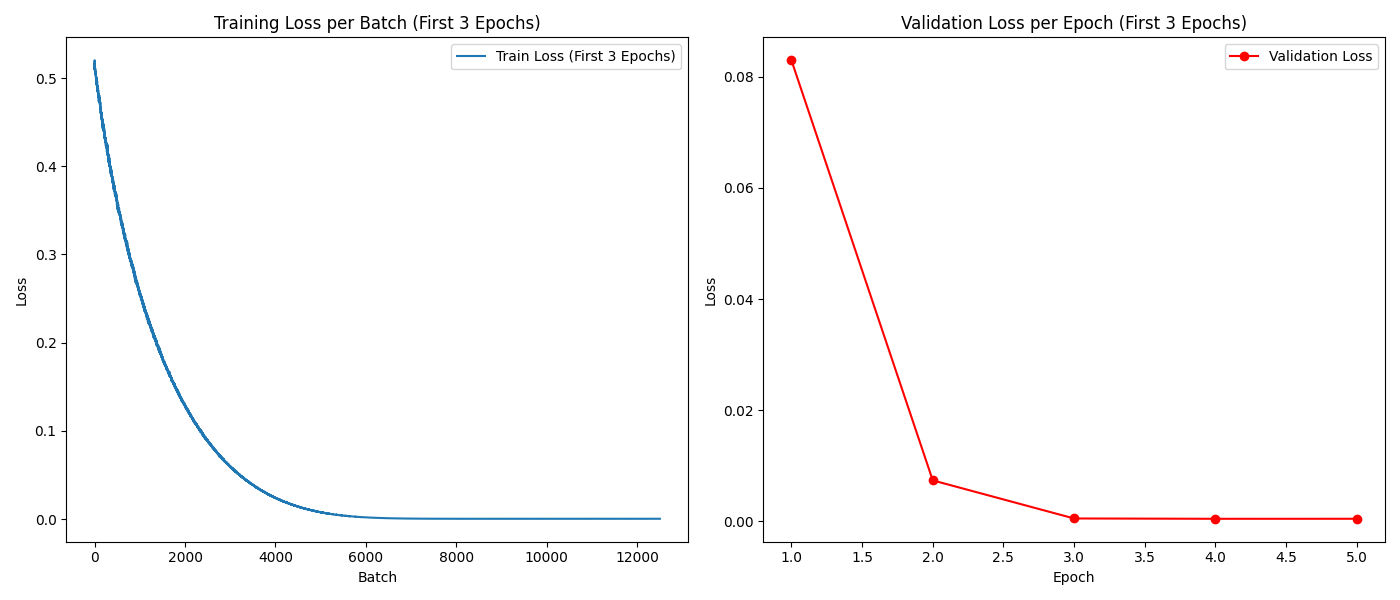 Training Loss per Batch (First 3 Epochs)
Train Loss (First 3 Epochs)
Loss
0.5
0.4
0.3
0.2
0.1
0.0
0 2000 4000 6000 8000 10000 12000
Batch
Validation Loss per Epoch (First 3 Epochs)
Validation Loss
Loss
0.08
0.06
0.04
0.02
0.00
1.0 1.5 2.0 2.5 3.0 3.5 4.0 4.5 5.0
Epoch